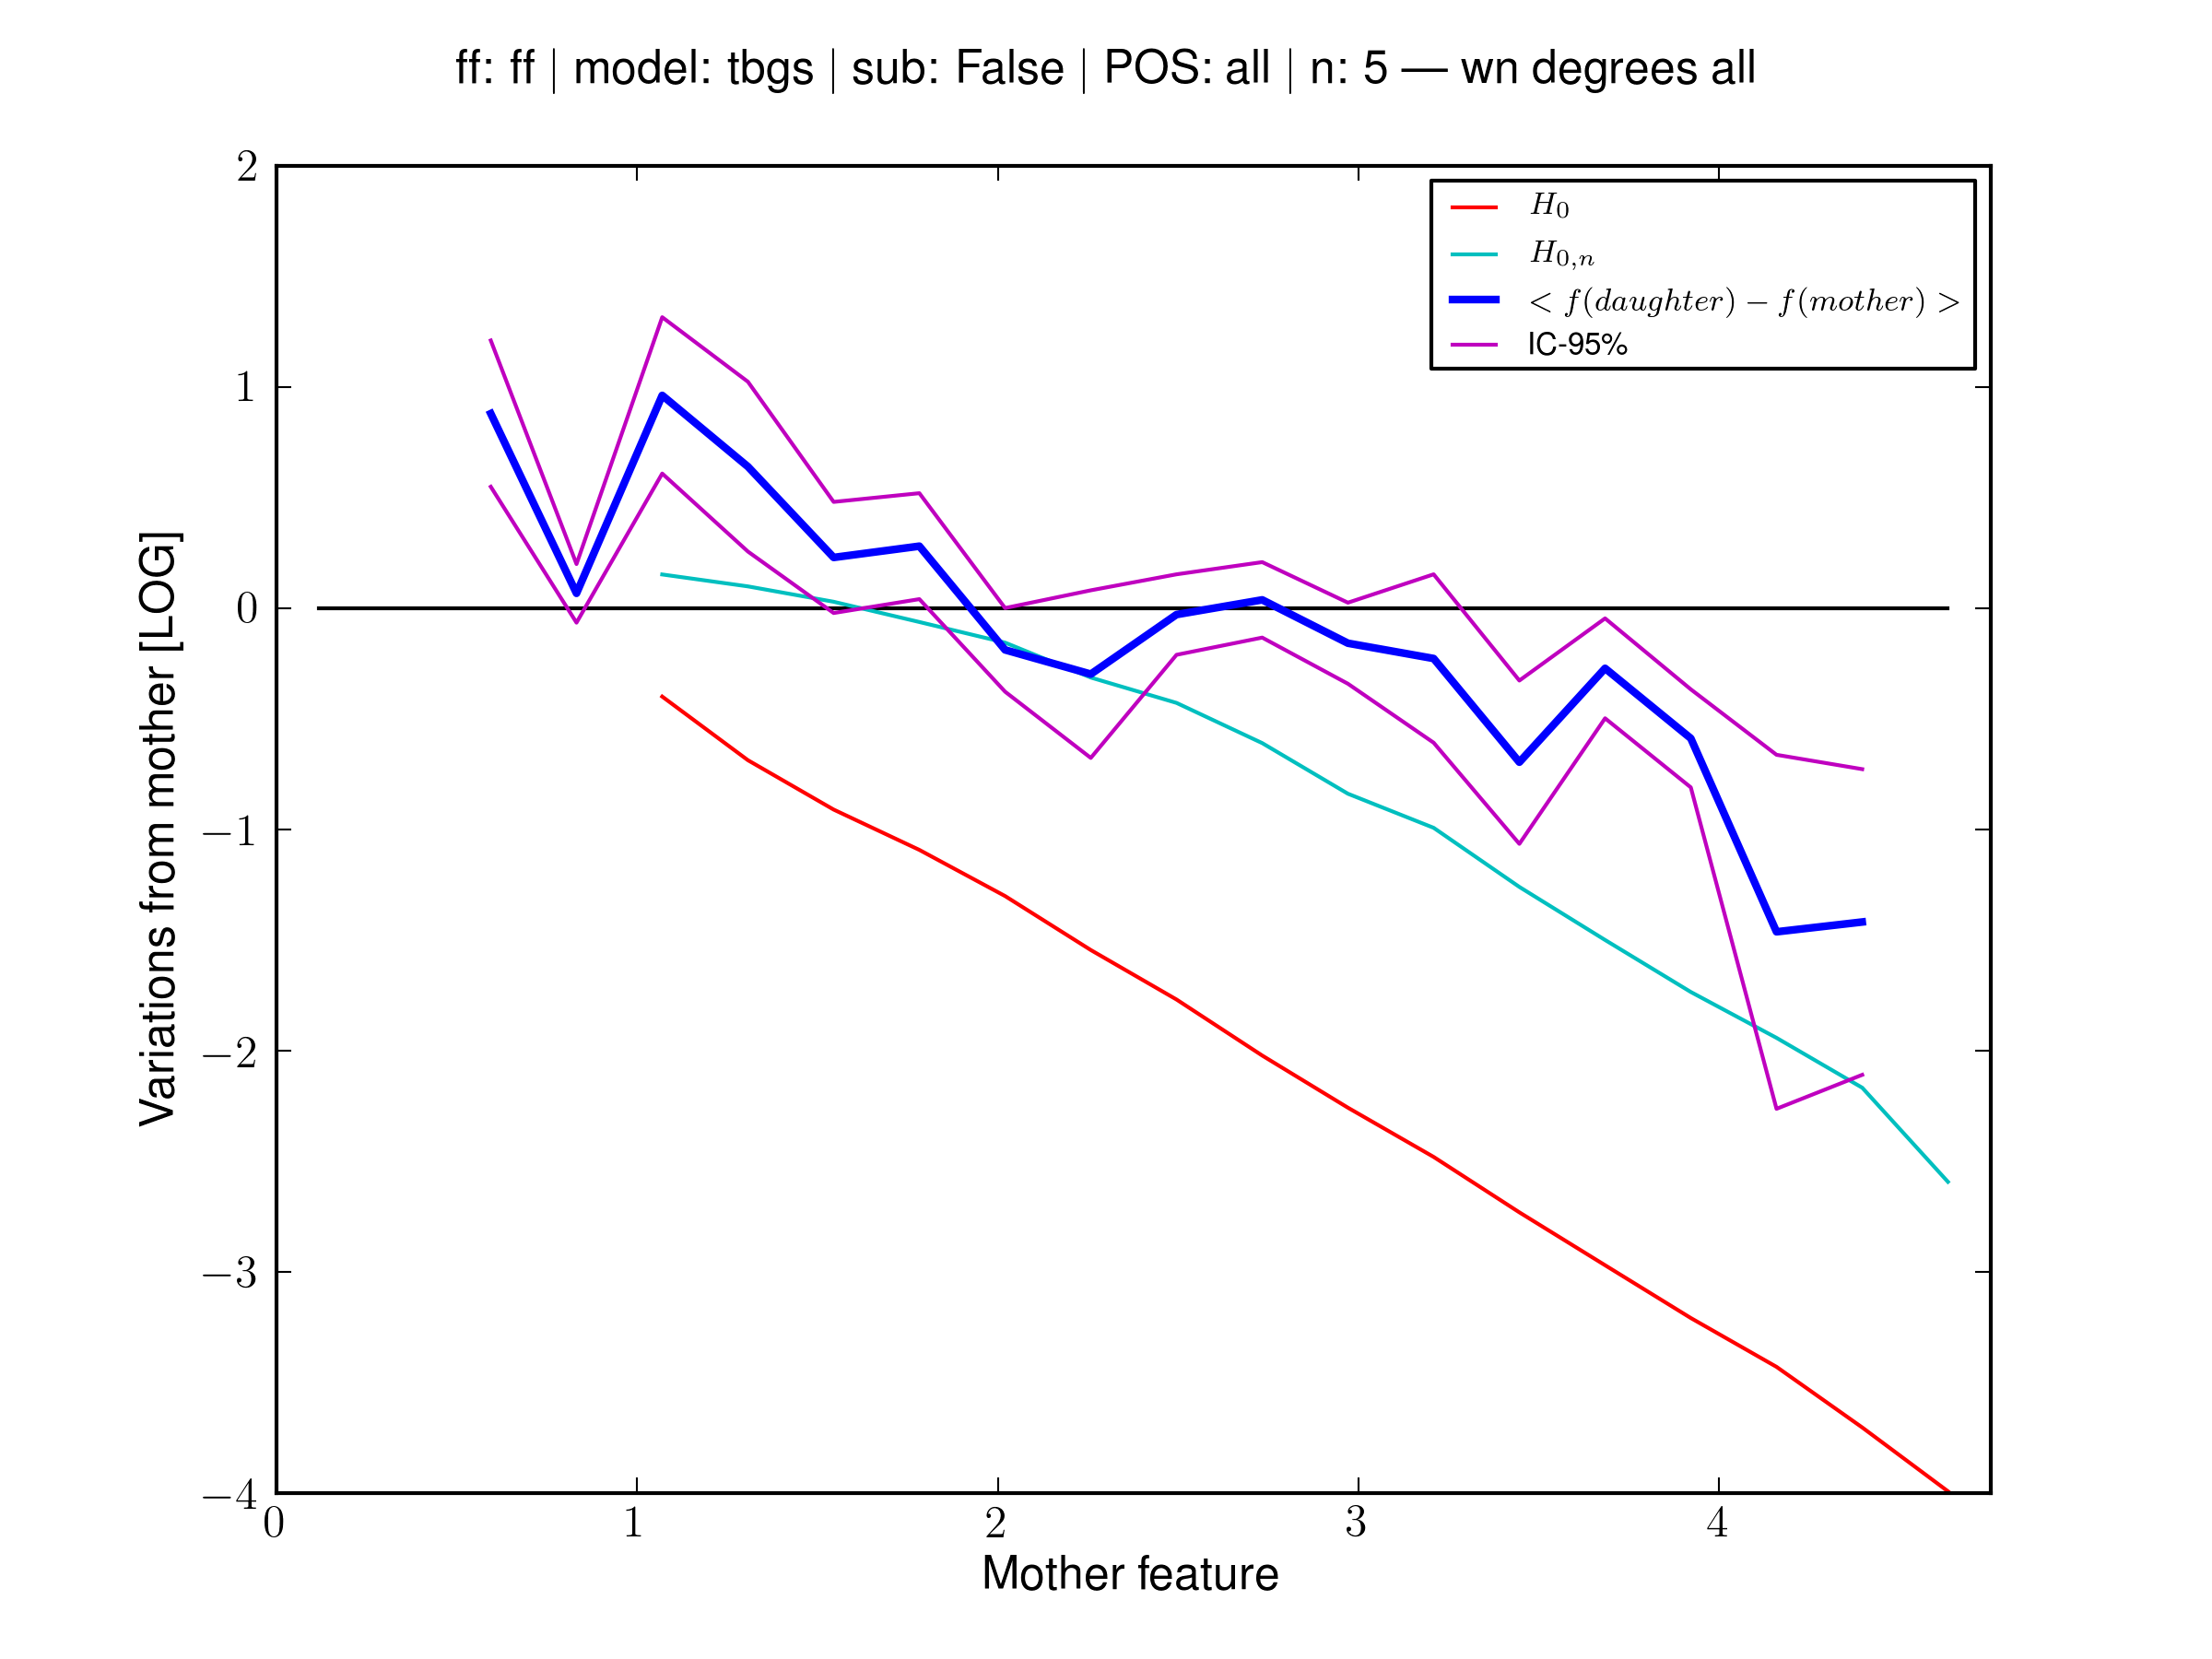 ff: ff | model: tbgs | sub: False | POS: all | n: 5 — wn degrees all
2
1
0
−1
−2
−3
−4
Variations from mother [LOG]
H0
H0,n
< f(daughter) − f(mother) >
IC-95%
0 1 2 3 4
Mother feature